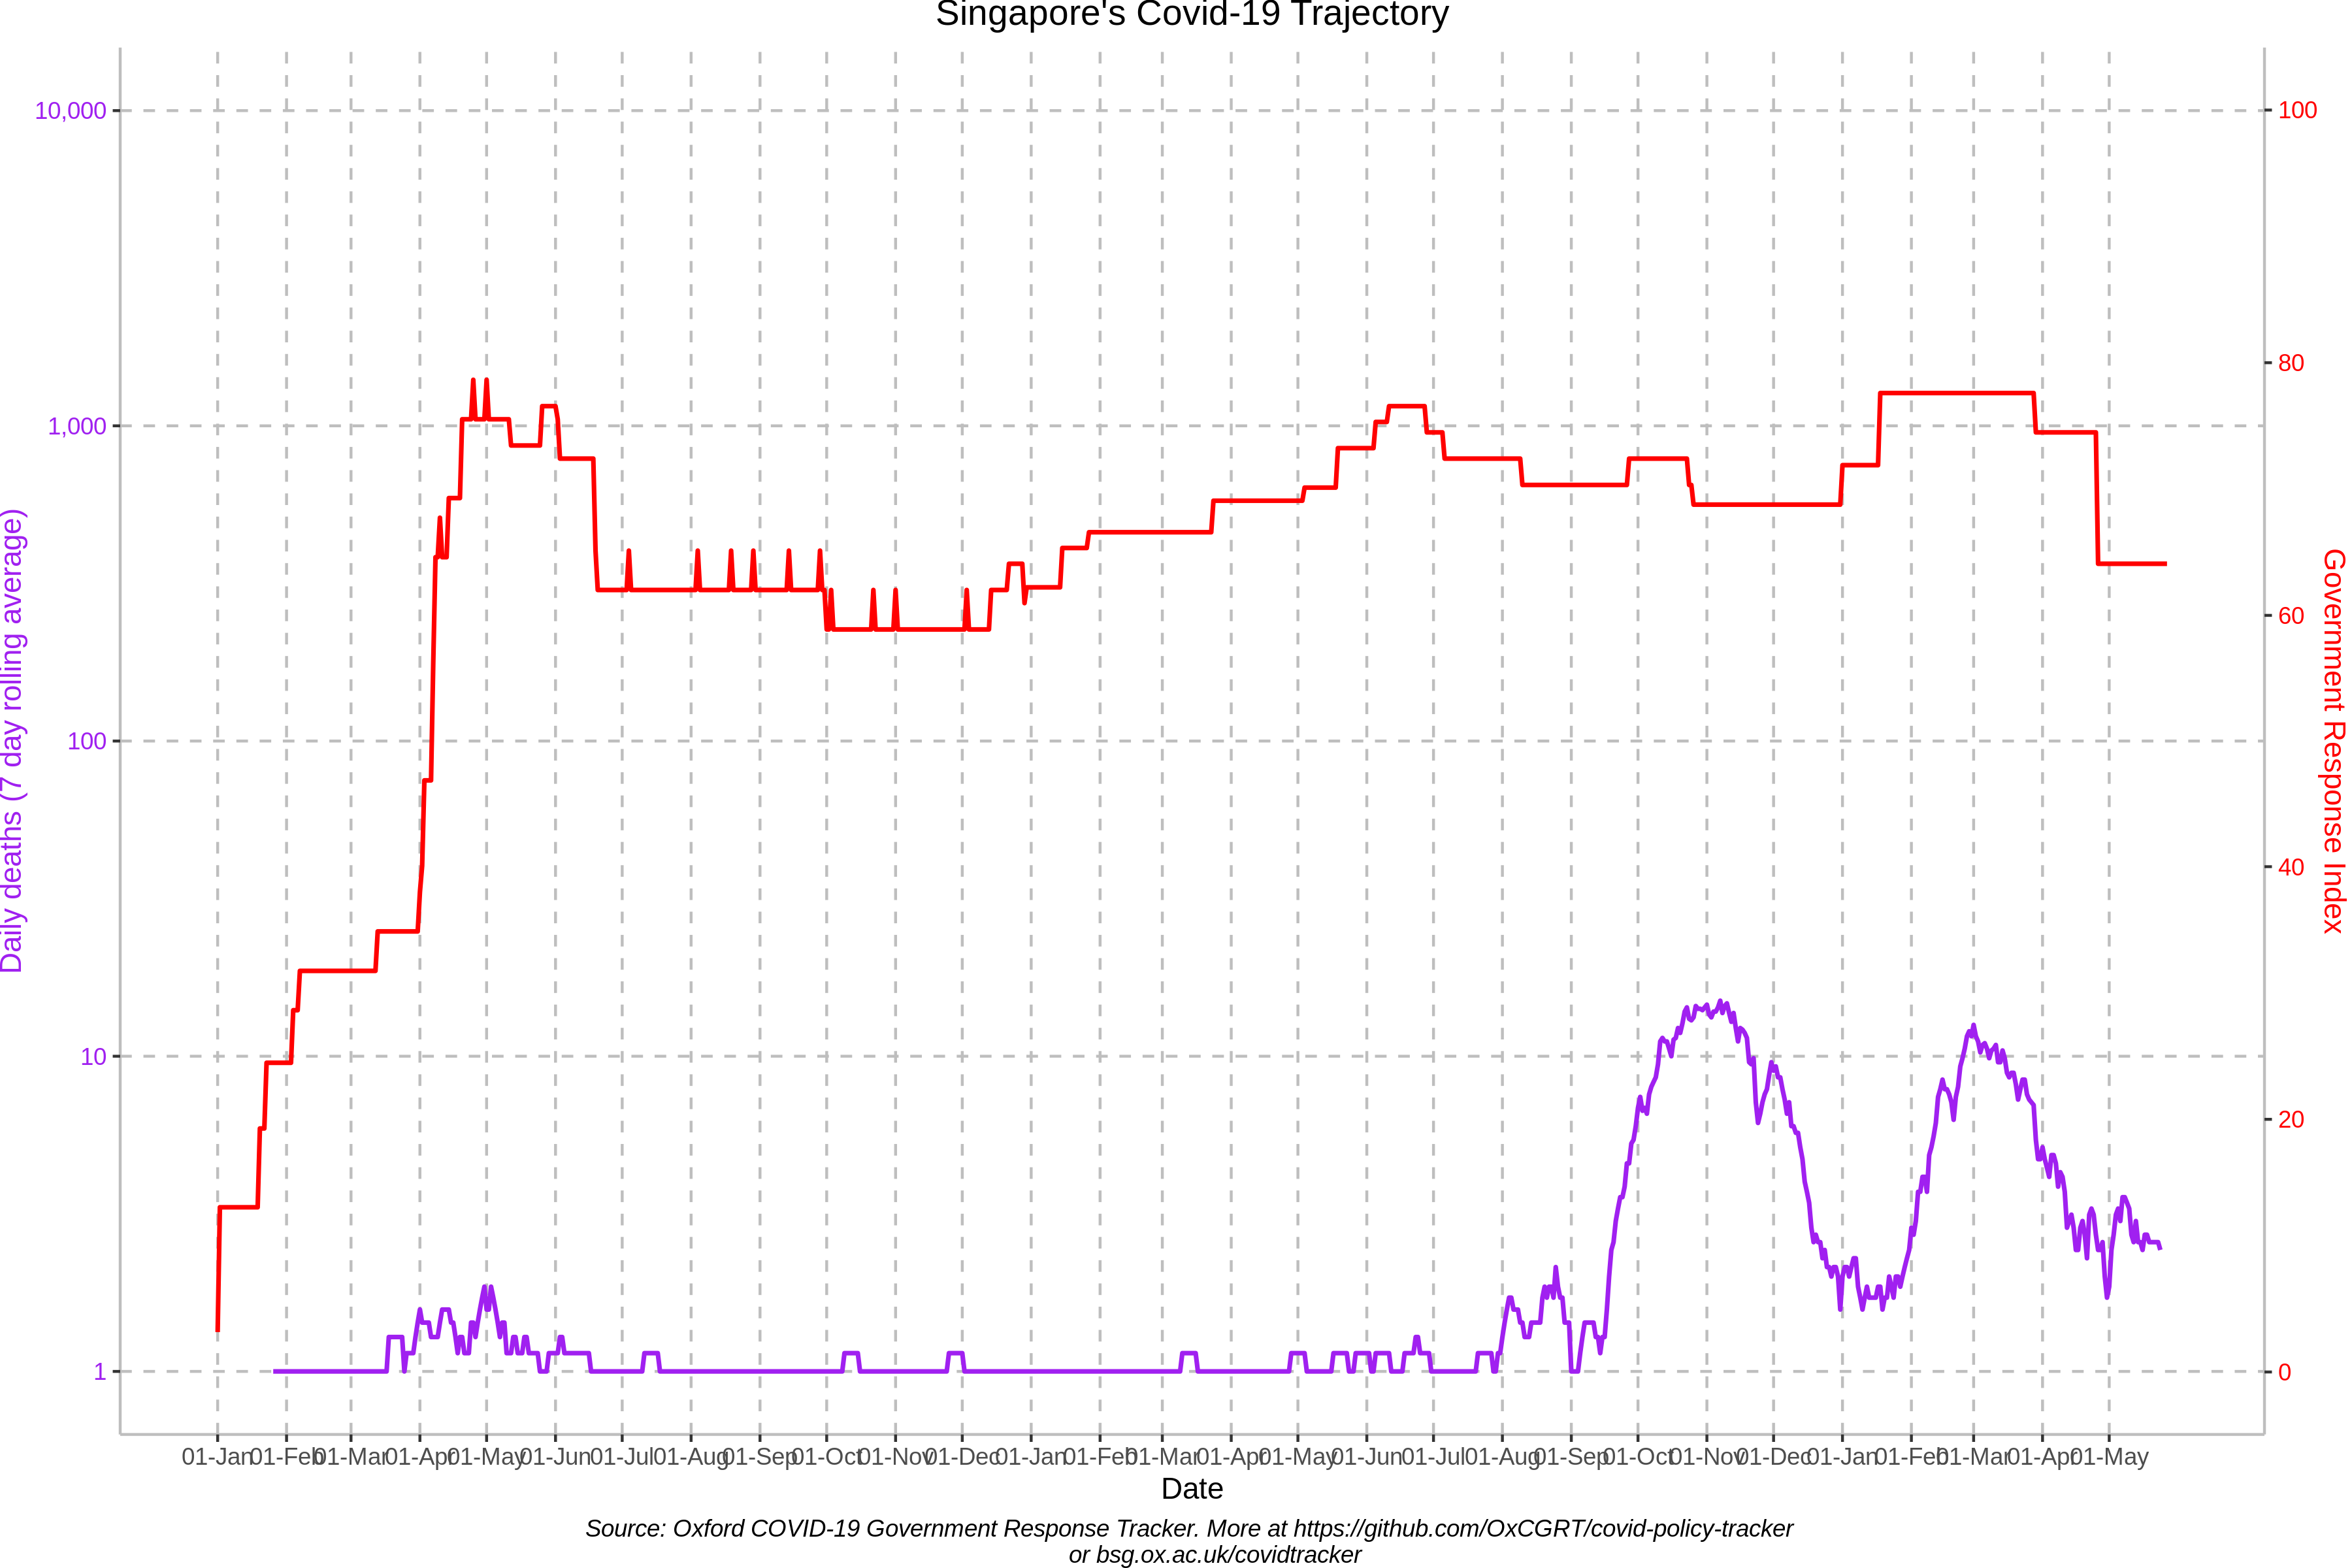 Singapore's Covid-19 Trajectory
10,000
1,000
100
10
1
Daily deaths (7 day rolling average)
100
80
60
40
20
0
Government Response Index
01-Jan 01-Feb 01-Mar 01-Apr 01-May 01-Jun 01-Jul 01-Aug 01-Sep 01-Oct 01-Nov 01-Dec 01-Jan 01-Feb 01-Mar 01-Apr 01-May 01-Jun 01-Jul 01-Aug 01-Sep 01-Oct 01-Nov 01-Dec 01-Jan 01-Feb 01-Mar 01-Apr 01-May
Date
Source: Oxford COVID-19 Government Response Tracker. More at https://github.com/OxCGRT/covid-policy-tracker
or bsg.ox.ac.uk/covidtracker